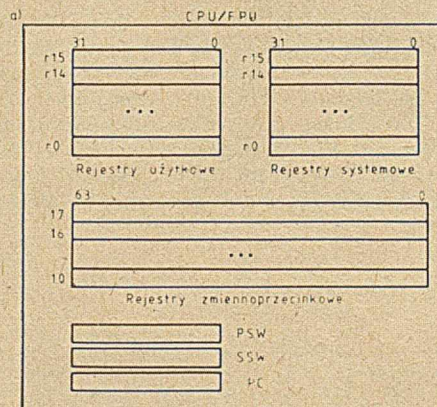 a) CPU/FPU
31 0 31 0
r15 r15
r14 r14
... ...
r0 r0
Rejestry użytkowe Rejestry systemowe
63 0
17
16
...
10
Rejestry zmiennoprzecinkowe
PSW
SSW
PC